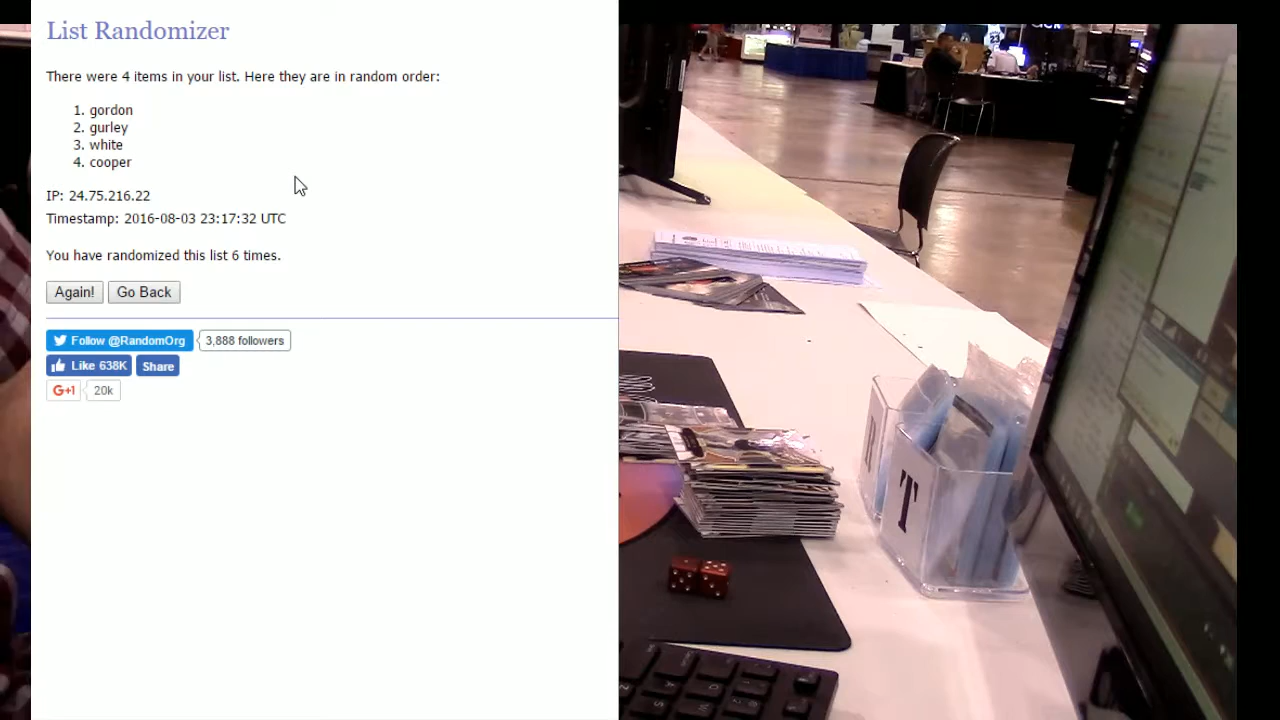 List Randomizer
There were 4 items in your list. Here they are in random order:
1. gordon
2. gurley
3. white
4. cooper
IP: 24.75.216.22
Timestamp: 2016-08-03 23:17:32 UTC
You have randomized this list 6 times.
Again! Go Back
Follow @RandomOrg 3,888 followers
Like 638K Share
G+1 20k
23
R
T